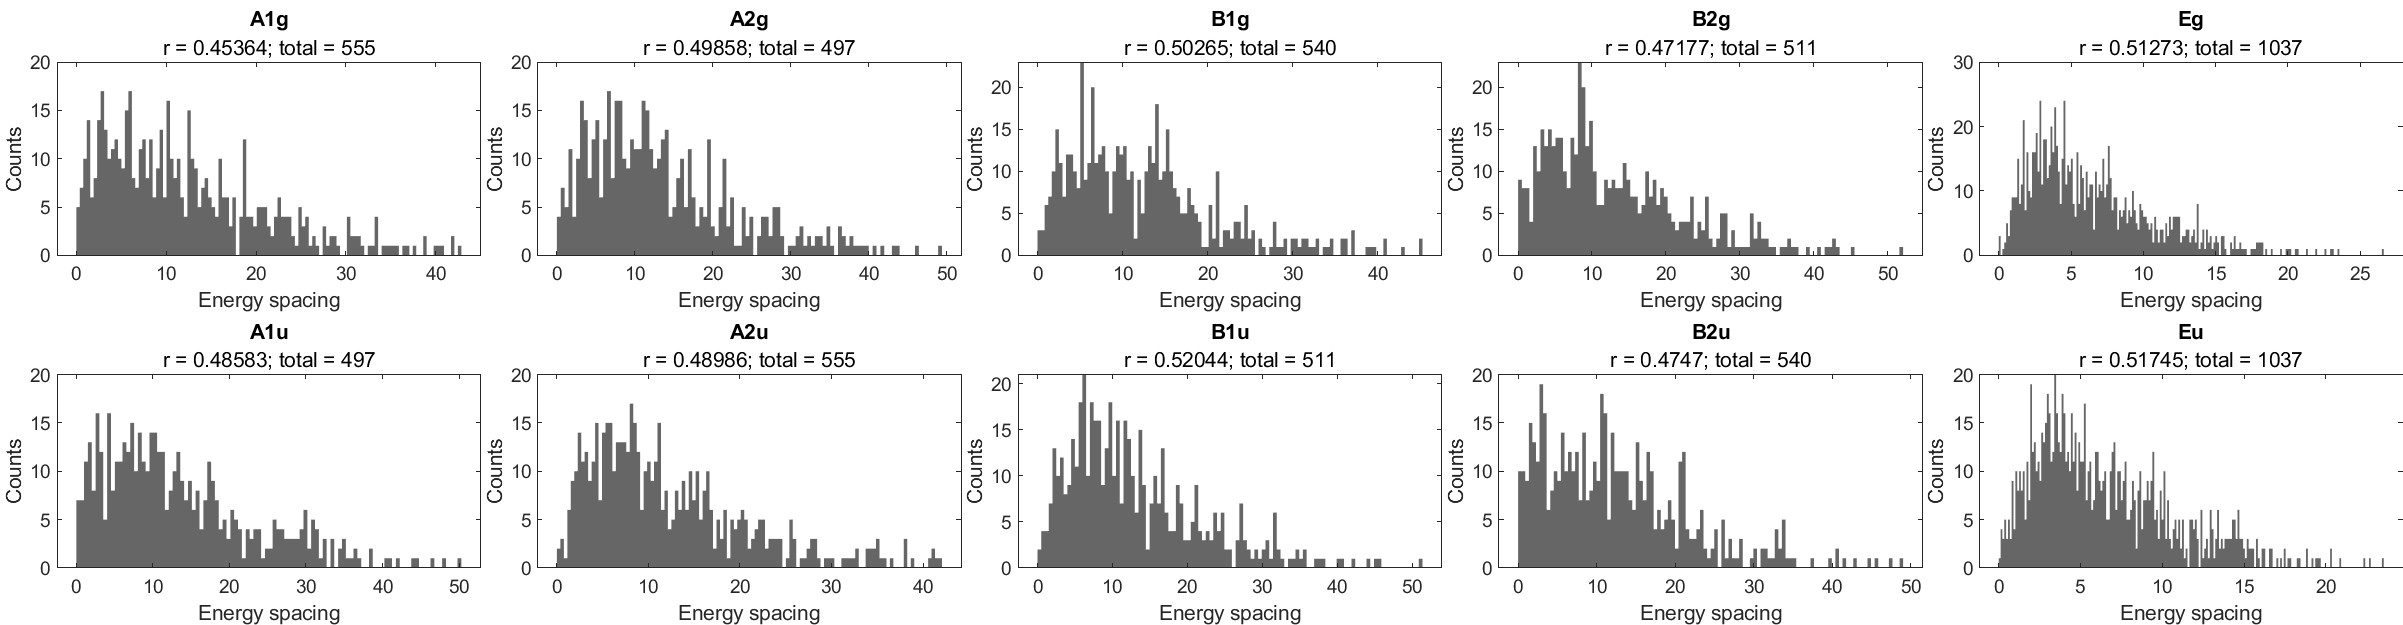 A1g
r = 0.45364; total = 555
20
15
10
5
0
Counts
0 10 20 30 40
Energy spacing
A2g
r = 0.49858; total = 497
20
15
10
5
0
Counts
0 10 20 30 40 50
Energy spacing
B1g
r = 0.50265; total = 540
20
15
10
5
0
Counts
0 10 20 30 40
Energy spacing
B2g
r = 0.47177; total = 511
20
15
10
5
0
Counts
0 10 20 30 40 50
Energy spacing
Eg
r = 0.51273; total = 1037
30
20
10
0
Counts
0 5 10 15 20 25
Energy spacing
A1u
r = 0.48583; total = 497
20
15
10
5
0
Counts
0 10 20 30 40 50
Energy spacing
A2u
r = 0.48986; total = 555
20
15
10
5
0
Counts
0 10 20 30 40
Energy spacing
B1u
r = 0.52044; total = 511
20
15
10
5
0
Counts
0 10 20 30 40 50
Energy spacing
B2u
r = 0.4747; total = 540
20
15
10
5
0
Counts
0 10 20 30 40 50
Energy spacing
Eu
r = 0.51745; total = 1037
20
15
10
5
0
Counts
0 5 10 15 20
Energy spacing